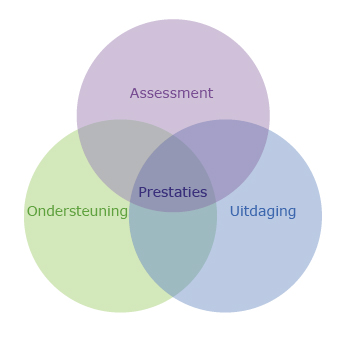 Assessment
Prestaties
Ondersteuning
Uitdaging